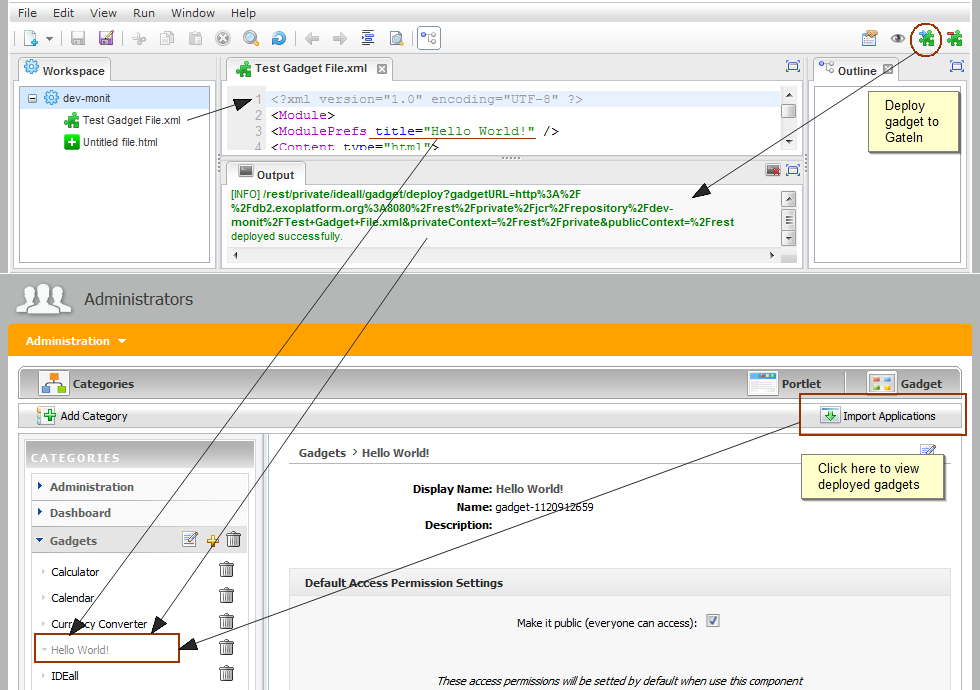 File Edit View Run Window Help
Workspace
Test Gadget File.xml
Outline
dev-monit
Test Gadget File.xml
Untitled file.html
1 <?xml version="1.0" encoding="UTF-8" ?>
2 <Module>
3 <ModulePrefs title="Hello World!" />
4 <Content type="html">
Deploy
gadget to
GateIn
Output
[INFO] /rest/private/ideall/gadget/deploy?gadgetURL=http%3A%2F
%2Fdb2.exoplatform.org%3A8080%2Frest%2Fprivate%2Fjcr%2Frepository%2Fdev-
monit%2FTest+Gadget+File.xml&privateContext=%2Frest%2Fprivate&publicContext=%2Frest
deployed successfully.
Administrators
Administration
Categories
Portlet
Gadget
Add Category
Import Applications
CATEGORIES
Administration
Dashboard
Gadgets
Calculator
Calendar
Currency Converter
Hello World!
IDEall
Gadgets > Hello World!
Click here to view
deployed gadgets
Display Name: Hello World!
Name: gadget-1120912659
Description:
Default Access Permission Settings
Make it public (everyone can access):
These access permissions will be setted by default when use this component